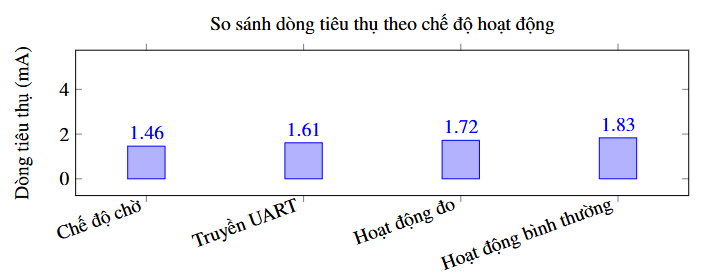 So sánh dòng tiêu thụ theo chế độ hoạt động
Dòng tiêu thụ (mA)
4
2
0
1.46
1.61
1.72
1.83
Chế độ chờ
Truyền UART
Hoạt động đo
Hoạt động bình thường